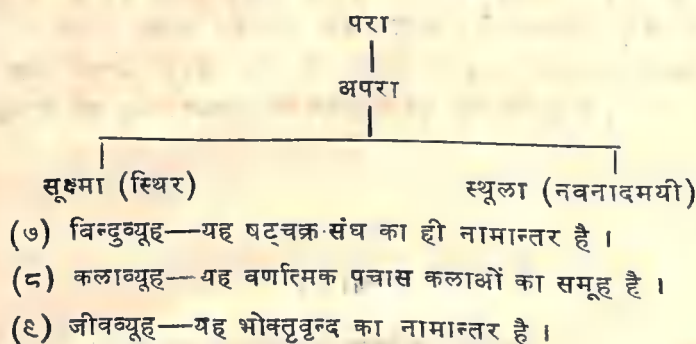 परा
अपरा
सूक्ष्मा (स्थिर) स्थूला (नवनादमयी)
(७) विन्दुव्यूह—यह षट्चक्र संघ का ही नामान्तर है ।
(८) कलाव्यूह—यह वर्णात्मक पचास कलाओं का समूह है ।
(९) जीवव्यूह—यह भोक्तृवृन्द का नामान्तर है ।